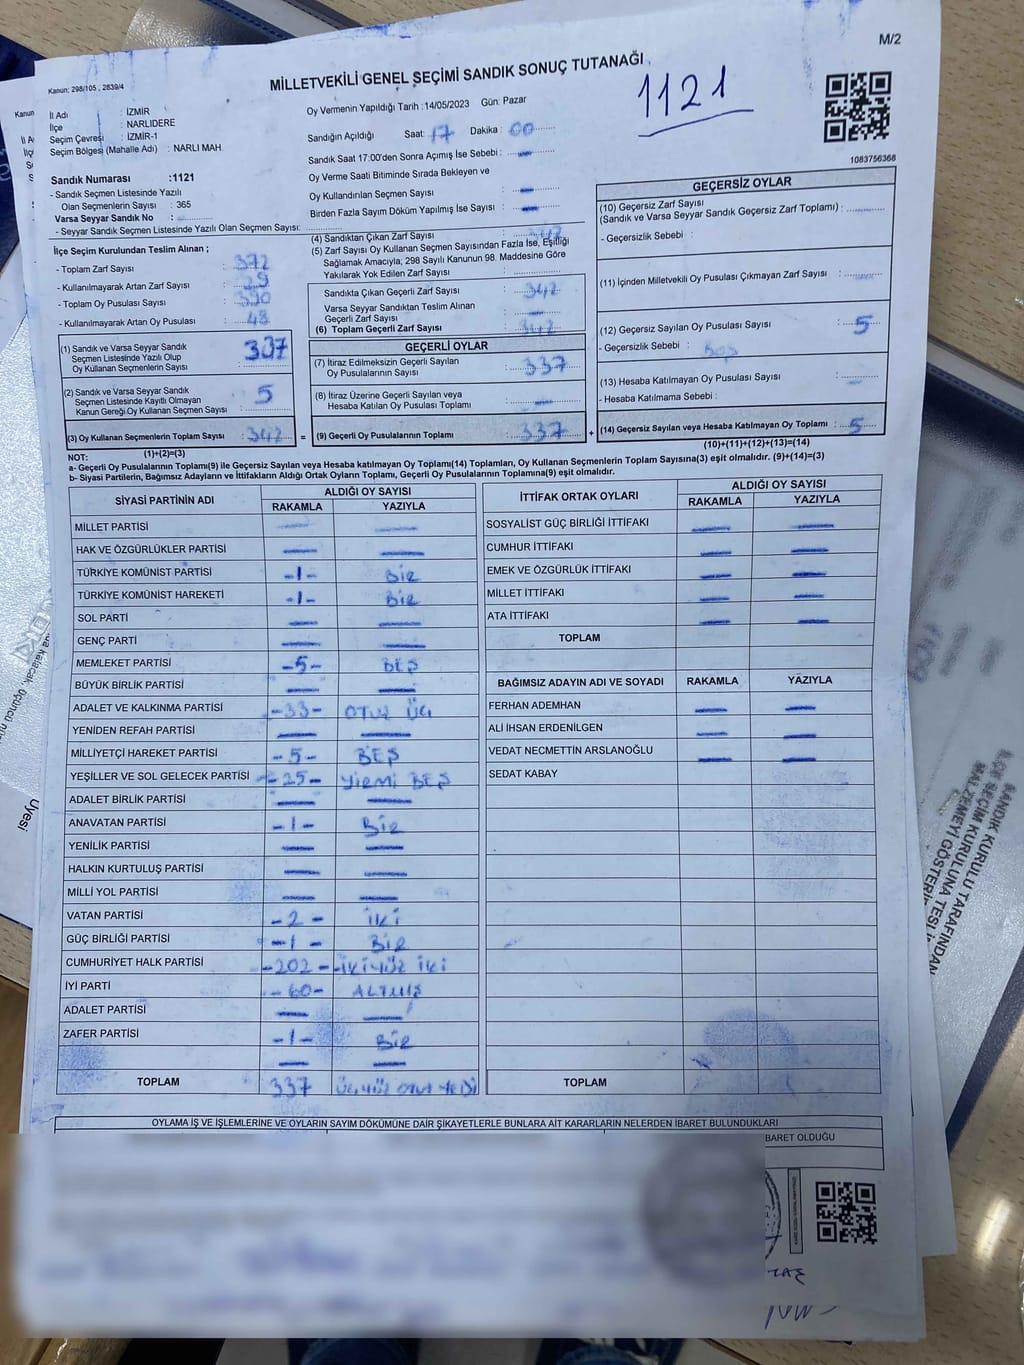 M/2
Kanun: 298/105 , 2839/4
MİLLETVEKİLİ GENEL SEÇİMİ SANDIK SONUÇ TUTANAĞI
1121
İl Adı : İZMİR
İlçe : NARLIDERE
Seçim Çevresi : İZMİR-1
Seçim Bölgesi (Mahalle Adı) : NARLI MAH.
Sandık Numarası :1121
- Sandık Seçmen Listesinde Yazılı
Olan Seçmenlerin Sayısı : 365
Varsa Seyyar Sandık No :
- Seyyar Sandık Seçmen Listesinde Yazılı Olan Seçmen Sayısı:
Oy Vermenin Yapıldığı Tarih :14/05/2023 Gün: Pazar
Sandığın Açıldığı Saat: 17 Dakika : 00
Sandık Saat 17:00'den Sonra Açımış İse Sebebi : —
Oy Verme Saati Bitiminde Sırada Bekleyen ve
Oy Kullandırılan Seçmen Sayısı : —
Birden Fazla Sayım Döküm Yapılmış İse Sayısı : —
1083756368
İlçe Seçim Kurulundan Teslim Alınan ;
- Toplam Zarf Sayısı : 372
- Kullanılmayarak Artan Zarf Sayısı :
- Toplam Oy Pusulası Sayısı :
- Kullanılmayarak Artan Oy Pusulası : 48
(1) Sandık ve Varsa Seyyar Sandık
Seçmen Listesinde Yazılı Olup
Oy Kullanan Seçmenlerin Sayısı : 337
(2) Sandık ve Varsa Seyyar Sandık
Seçmen Listesinde Kayıtlı Olmayan
Kanun Gereği Oy Kullanan Seçmen Sayısı : 5
(3) Oy Kullanan Seçmenlerin Toplam Sayısı : 342
(1)+(2)=(3)
(4) Sandıktan Çıkan Zarf Sayısı : 342
(5) Zarf Sayısı Oy Kullanan Seçmen Sayısından Fazla İse, Eşitliği
Sağlamak Amacıyla; 298 Sayılı Kanunun 98. Maddesine Göre
Yakılarak Yok Edilen Zarf Sayısı :
Sandıkta Çıkan Geçerli Zarf Sayısı : 342
Varsa Seyyar Sandıktan Teslim Alınan
Geçerli Zarf Sayısı : —
(6) Toplam Geçerli Zarf Sayısı : 342
GEÇERLİ OYLAR
(7) İtiraz Edilmeksizin Geçerli Sayılan
Oy Pusulalarının Sayısı : 337
(8) İtiraz Üzerine Geçerli Sayılan veya
Hesaba Katılan Oy Pusulası Toplamı : —
= (9) Geçerli Oy Pusulalarının Toplamı : 337 +
GEÇERSİZ OYLAR
(10) Geçersiz Zarf Sayısı
(Sandık ve Varsa Seyyar Sandık Geçersiz Zarf Toplamı) :
- Geçersizlik Sebebi :
(11) İçinden Milletvekili Oy Pusulası Çıkmayan Zarf Sayısı :
(12) Geçersiz Sayılan Oy Pusulası Sayısı : 5
- Geçersizlik Sebebi : BOŞ
(13) Hesaba Katılmayan Oy Pusulası Sayısı : —
- Hesaba Katılmama Sebebi :
(14) Geçersiz Sayılan veya Hesaba Katılmayan Oy Toplamı : 5
(10)+(11)+(12)+(13)=(14)
NOT:
a- Geçerli Oy Pusulalarının Toplamı(9) ile Geçersiz Sayılan veya Hesaba katılmayan Oy Toplamı(14) Toplamları, Oy Kullanan Seçmenlerin Toplam Sayısına(3) eşit olmalıdır. (9)+(14)=(3)
b- Siyasi Partilerin, Bağımsız Adayların ve İttifakların Aldığı Ortak Oyların Toplamı, Geçerli Oy Pusulalarının Toplamına(9) eşit olmalıdır.
SİYASİ PARTİNİN ADI ALDIĞI OY SAYISI
RAKAMLA YAZIYLA
MİLLET PARTİSİ — —
HAK VE ÖZGÜRLÜKLER PARTİSİ — —
TÜRKİYE KOMÜNİST PARTİSİ -1- BİR
TÜRKİYE KOMÜNİST HAREKETİ -1- BİR
SOL PARTİ — —
GENÇ PARTİ — —
MEMLEKET PARTİSİ -5- BEŞ
BÜYÜK BİRLİK PARTİSİ — —
ADALET VE KALKINMA PARTİSİ -33- OTUZ ÜÇ
YENİDEN REFAH PARTİSİ — —
MİLLİYETÇİ HAREKET PARTİSİ -5- BEŞ
YEŞİLLER VE SOL GELECEK PARTİSİ -25- YİRMİ BEŞ
ADALET BİRLİK PARTİSİ — —
ANAVATAN PARTİSİ -1- BİR
YENİLİK PARTİSİ — —
HALKIN KURTULUŞ PARTİSİ — —
MİLLİ YOL PARTİSİ — —
VATAN PARTİSİ -2- İKİ
GÜÇ BİRLİĞİ PARTİSİ -1- BİR
CUMHURİYET HALK PARTİSİ -202- -İKİYÜZ İKİ
İYİ PARTİ -60- ALTMIŞ
ADALET PARTİSİ — —
ZAFER PARTİSİ -1- BİR
— —
TOPLAM 337 ÜÇYÜZ OTUZ YEDİ
İTTİFAK ORTAK OYLARI ALDIĞI OY SAYISI
RAKAMLA YAZIYLA
SOSYALİST GÜÇ BİRLİĞİ İTTİFAKI — —
CUMHUR İTTİFAKI — —
EMEK VE ÖZGÜRLÜK İTTİFAKI — —
MİLLET İTTİFAKI — —
ATA İTTİFAKI — —
TOPLAM
BAĞIMSIZ ADAYIN ADI VE SOYADI RAKAMLA YAZIYLA
FERHAN ADEMHAN — —
ALİ İHSAN ERDENİLGEN — —
VEDAT NECMETTİN ARSLANOĞLU — —
SEDAT KABAY
TOPLAM
OYLAMA İŞ VE İŞLEMLERİNE VE OYLARIN SAYIM DÖKÜMÜNE DAİR ŞİKAYETLERLE BUNLARA AİT KARARLARIN NELERDEN İBARET BULUNDUKLARI
BARET OLDUĞU
Üyesi
SANDIK KURULU TARAFINDAN
İLÇE SEÇİM KURULUNA TESLİ
MALZEMEYİ GÖSTERİ